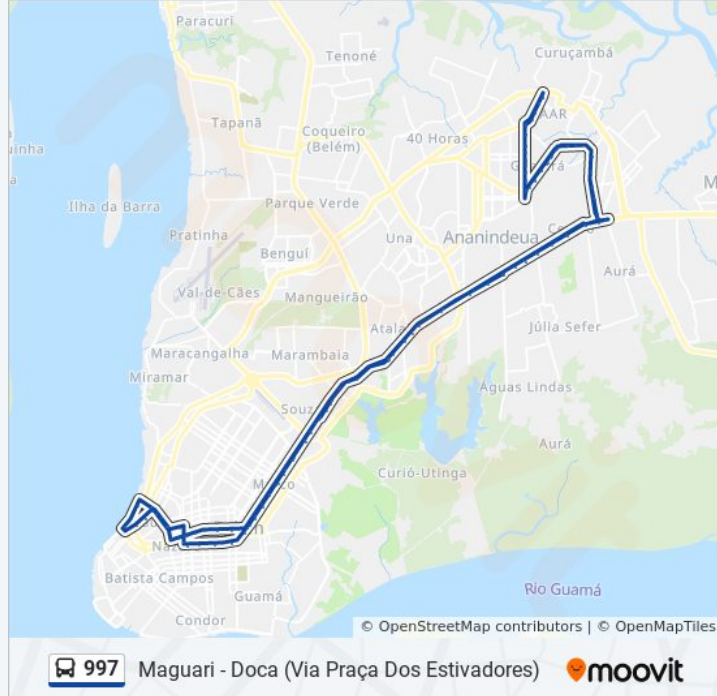 Paracuri
Curuçambá
Tenoné
AAR
Tapanã
Coqueiro
(Belém)
40 Horas
inha
Ilha da Barra
Parque Verde
Pratinha
Una
Ananindeua
Benguí
Aurá
Val-de-Cães
Mangueirão
Júlia Sefer
Maracangalha
Marambaia
Miramar
Águas Lindas
Aurá
Curió-Utinga
Batista Campos
Guamá
Condor
Rio Guamá
© OpenStreetMap contributors | © OpenMapTiles
997 Maguari - Doca (Via Praça Dos Estivadores) moovit